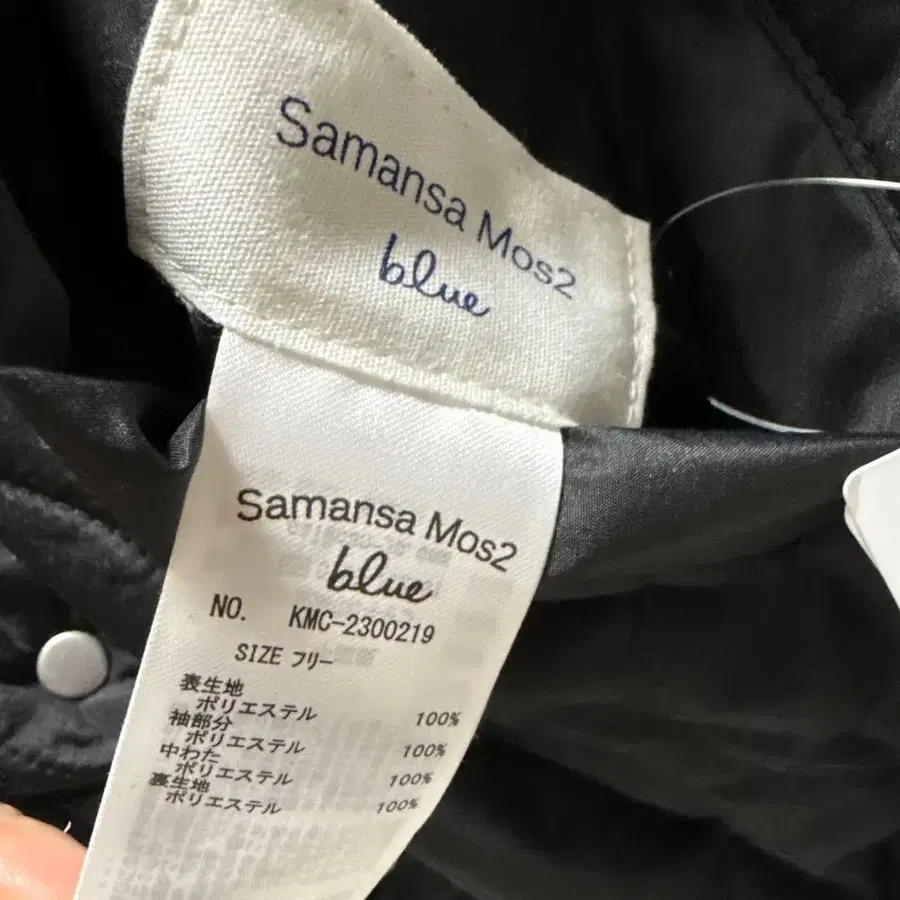 Samansa Mos2
blue
Samansa Mos2
blue
NO. KMC-2300219
SIZE フリー
表生地
ポリエステル 100%
袖部分
ポリエステル 100%
中わた
ポリエステル 100%
裏生地
ポリエステル 100%